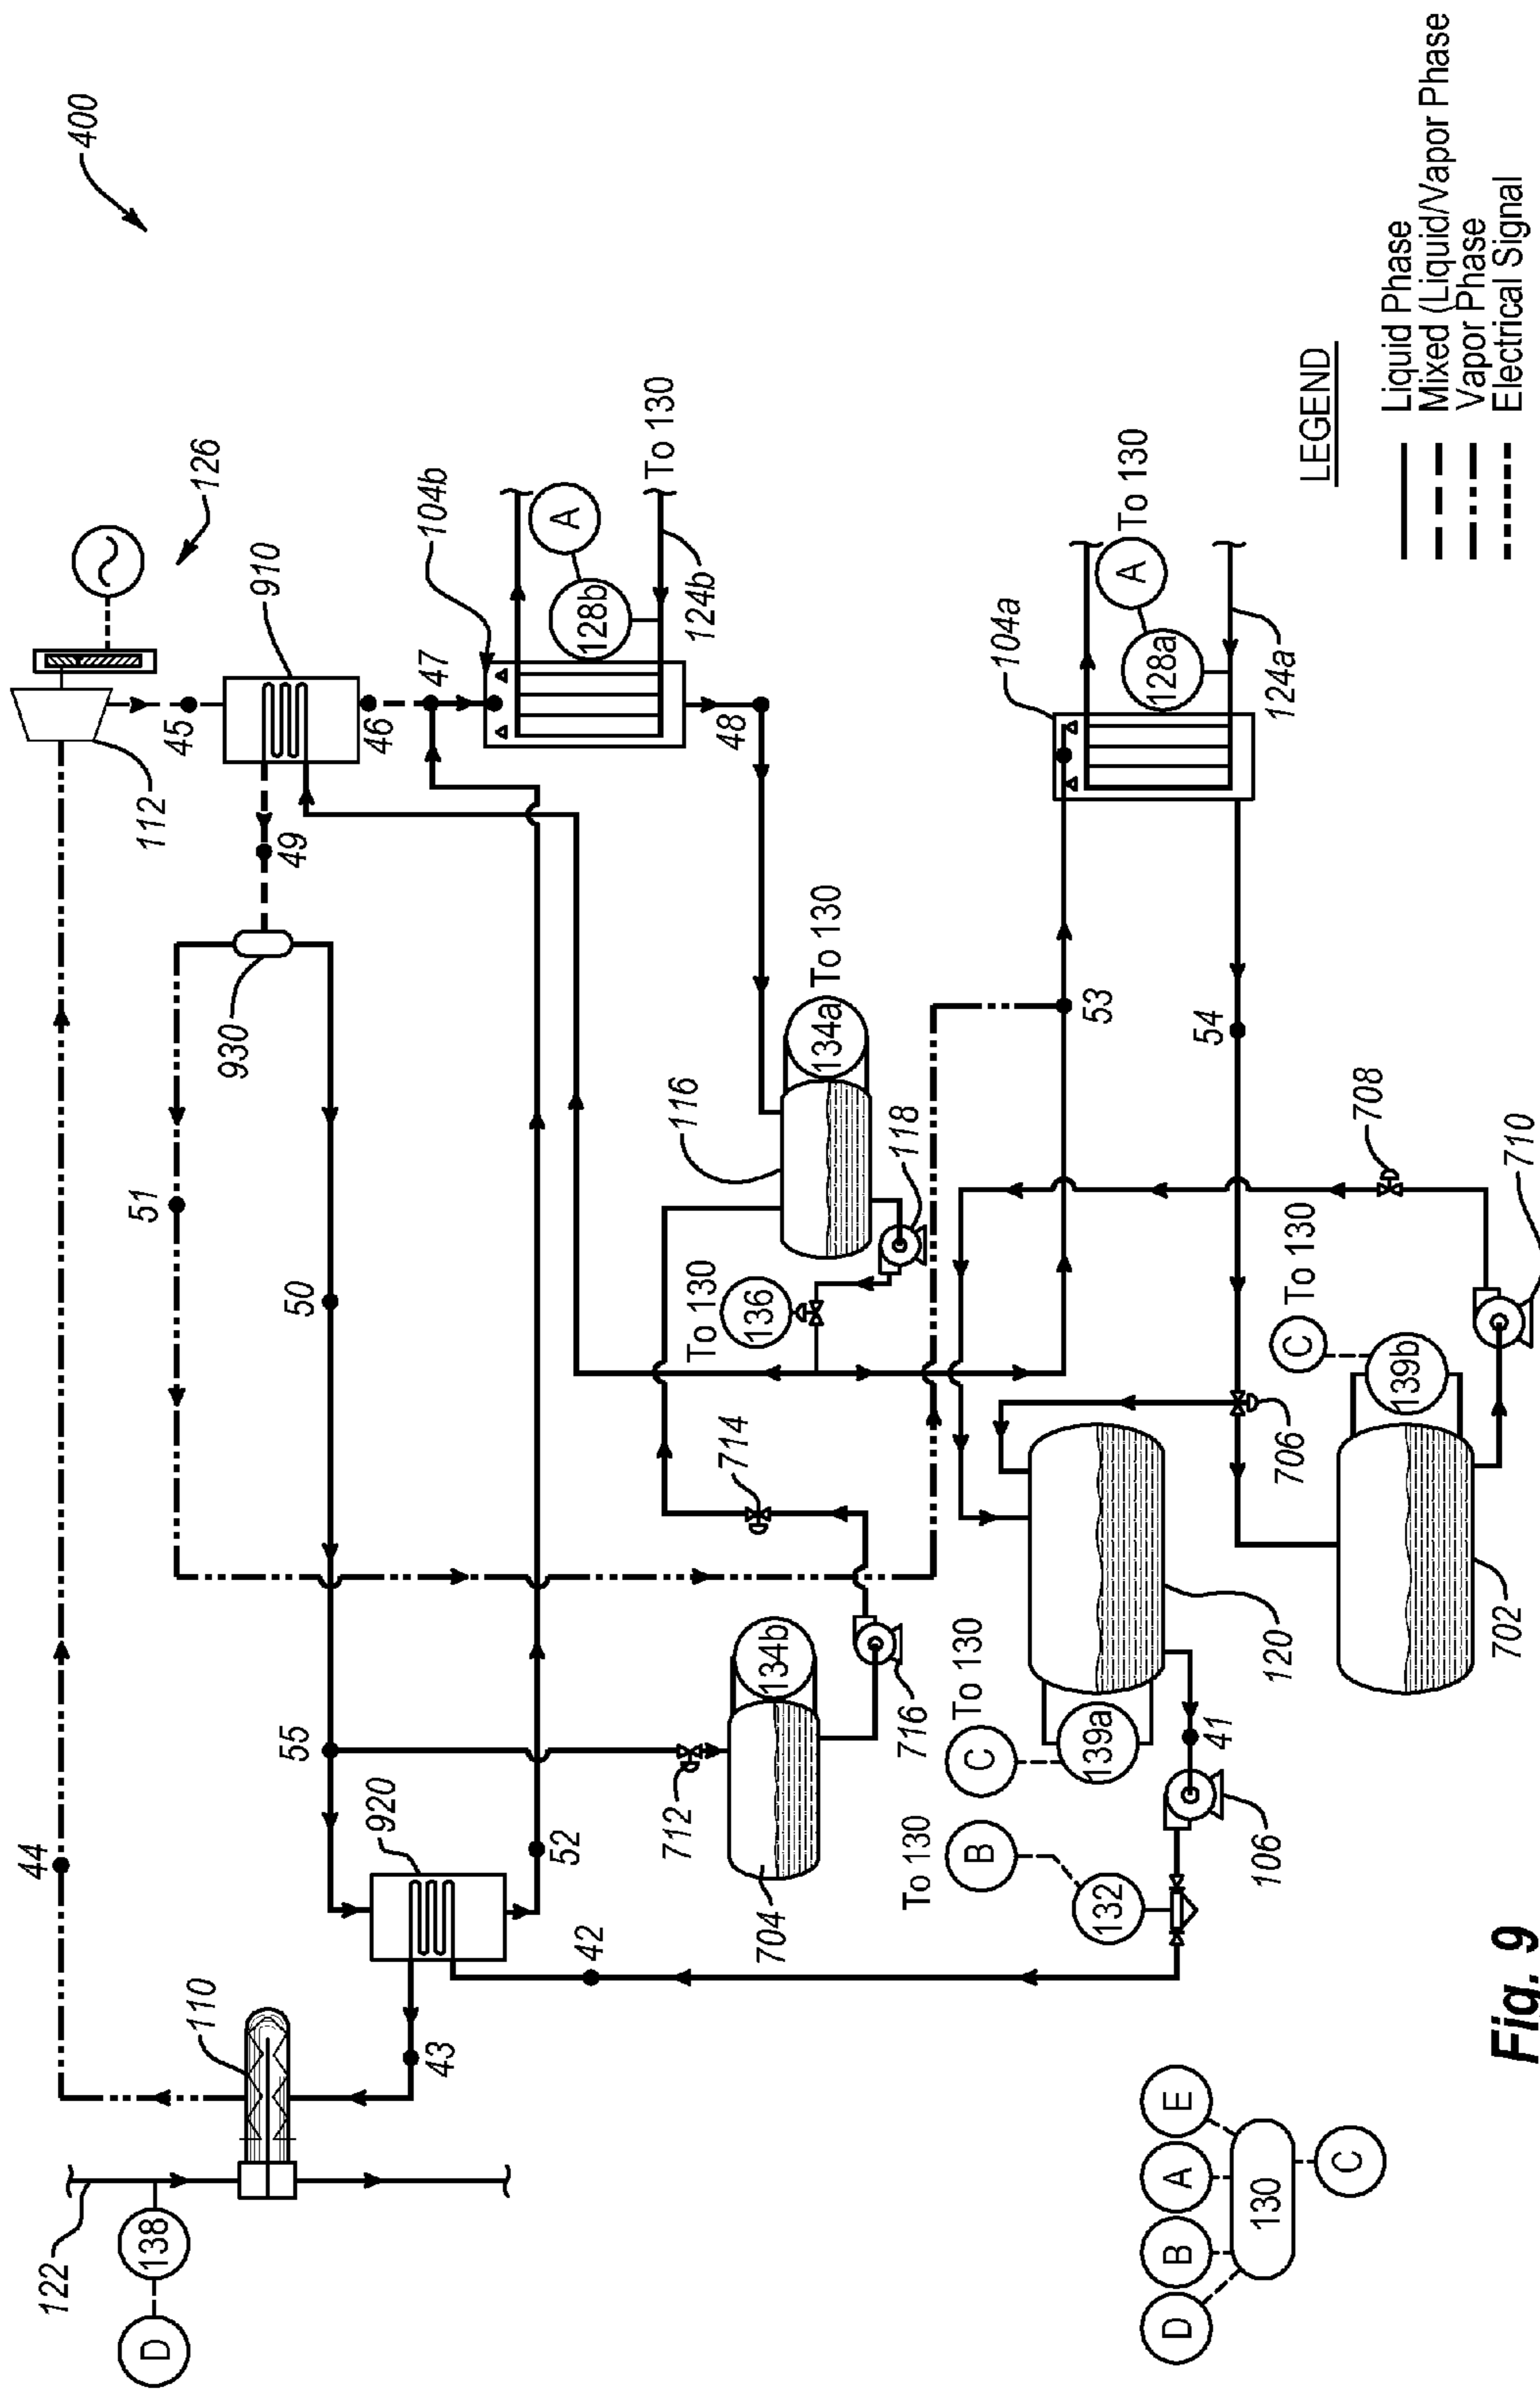 400
44
112
126
45
910
49
46
47
104b
A
To 130
128b
124b
48
930
51
50
55
920
52
110
43
122
138
D
42
116
134a
To 130
118
To 130
136
714
134b
716
712
704
53
104a
A
To 130
128a
124a
54
708
710
C
To 130
139b
706
702
120
To 130
C
139a
41
106
To 130
B
132
D
B
A
E
130
C
LEGEND
Liquid Phase
Mixed (Liquid/Vapor Phase
Vapor Phase
Electrical Signal
Fig. 9